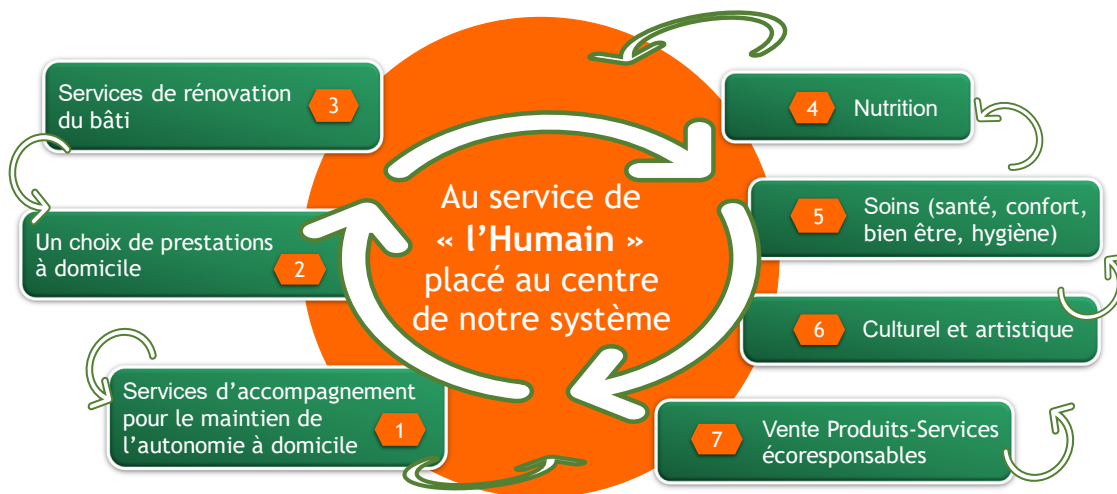 Services de rénovation
du bâti
3
Un choix de prestations
à domicile
2
Services d'accompagnement
pour le maintien de
l'autonomie à domicile
1
Au service de
« l'Humain »
placé au centre
de notre système
4
Nutrition
5
Soins (santé, confort,
bien être, hygiène)
6
Culturel et artistique
7
Vente Produits-Services
écoresponsables